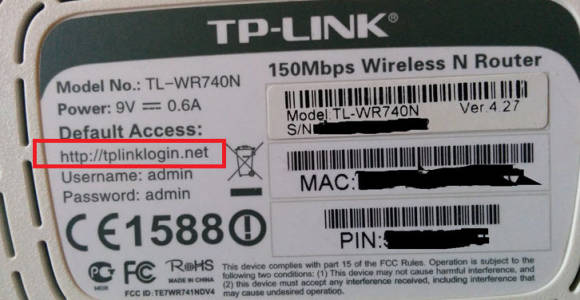 TP-LINK
Model No.: TL-WR740N
Power: 9V 0.6A
Default Access:
http://tplinklogin.net
Username: admin
Password: admin
CE1588
150Mbps Wireless N Router
Model:TL-WR740N Ver.4.27
S/N
MAC:
PIN:
FC RoHS
FCC ID:TE7WR741NDV4
This device complies with part 15 of the FCC Rules. Operation is subject to the
following two conditions: (1) This device may not cause harmful interference, and
(2) this device must accept any interference received, including interference
that may cause undesired operation.